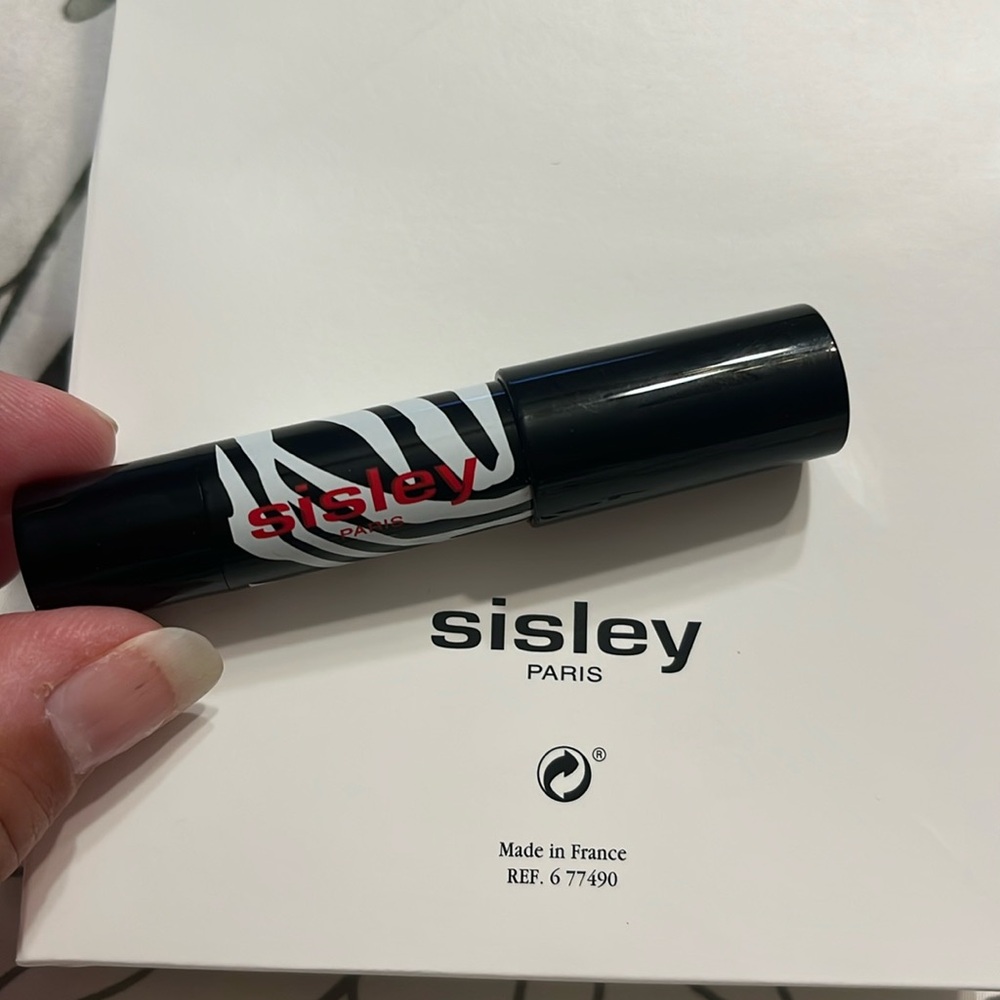 sisley
PARIS
sisley
PARIS
®
Made in France
REF. 6 77490